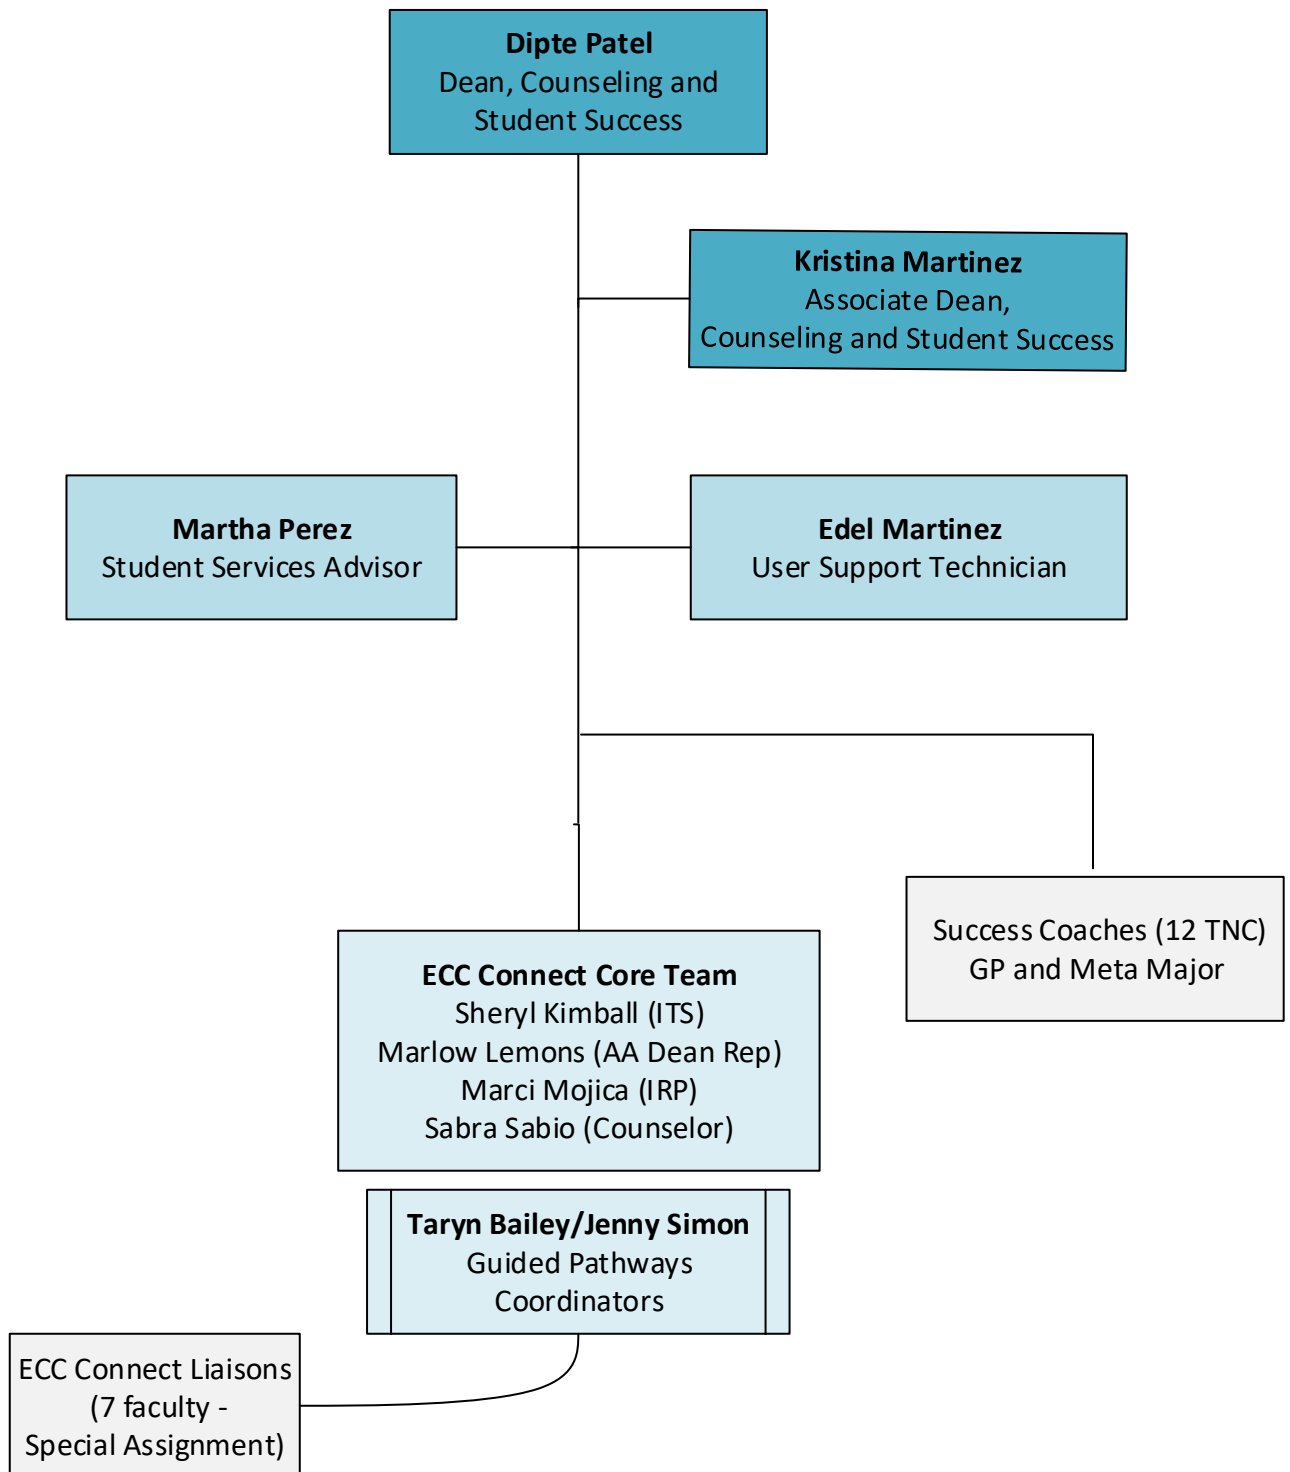 Dipte Patel
Dean, Counseling and
Student Success
Kristina Martinez
Associate Dean,
Counseling and Student Success
Martha Perez
Student Services Advisor
Edel Martinez
User Support Technician
Success Coaches (12 TNC)
GP and Meta Major
ECC Connect Core Team
Sheryl Kimball (ITS)
Marlow Lemons (AA Dean Rep)
Marci Mojica (IRP)
Sabra Sabio (Counselor)
Taryn Bailey/Jenny Simon
Guided Pathways
Coordinators
ECC Connect Liaisons
(7 faculty -
Special Assignment)